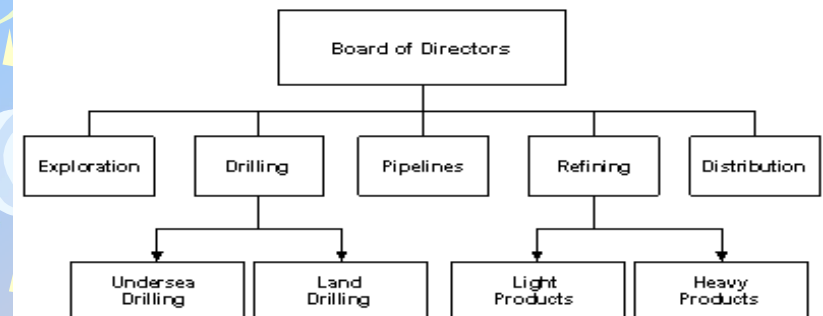 Board of Directors
Exploration
Drilling
Pipelines
Refining
Distribution
Undersea
Drilling
Land
Drilling
Light
Products
Heavy
Products